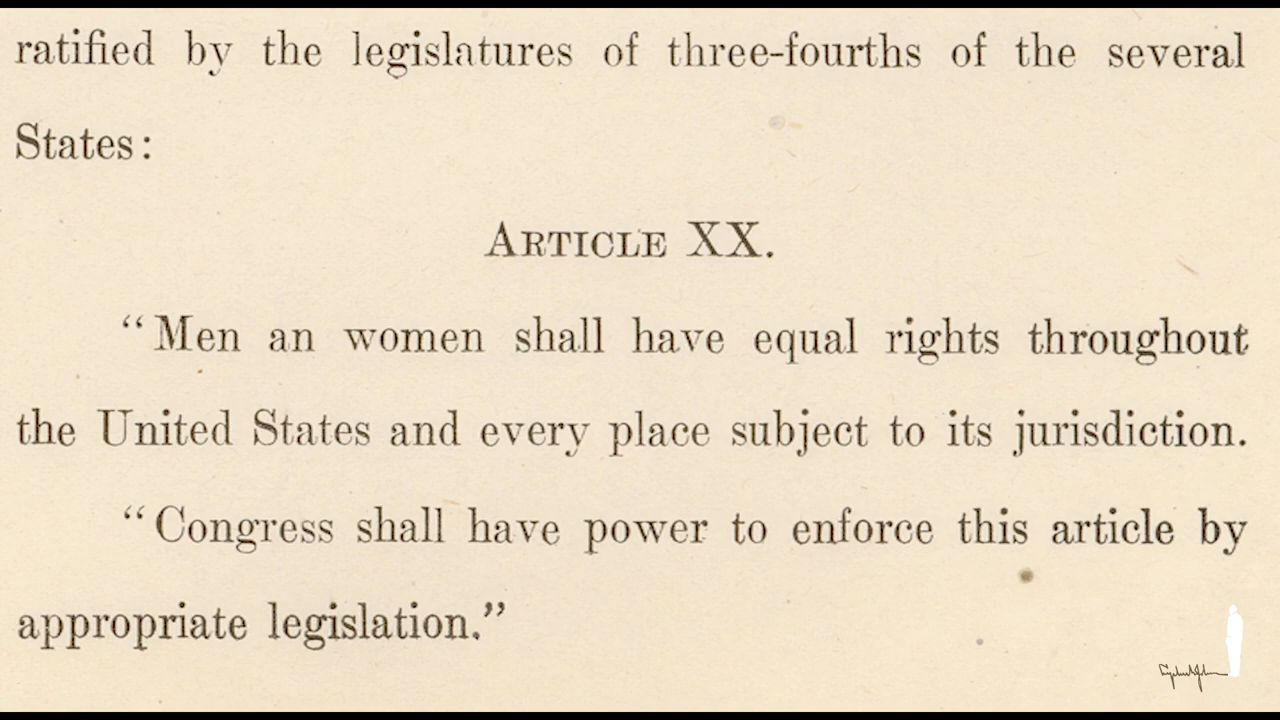 ratified by the legislatures of three-fourths of the several
States:
ARTICLE XX.
“Men an women shall have equal rights throughout
the United States and every place subject to its jurisdiction.
“Congress shall have power to enforce this article by
appropriate legislation.”